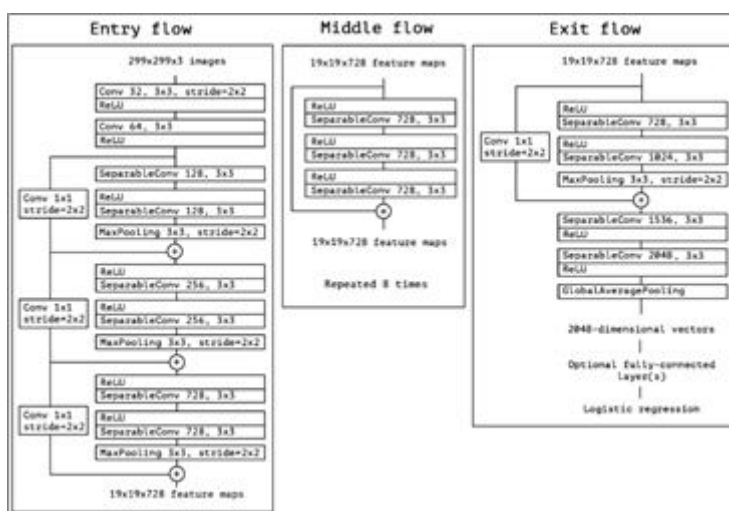 Entry flow
299x299x3 images
Conv 32, 3x3, stride=2x2
ReLU
Conv 64, 3x3
ReLU
SeparableConv 128, 3x3
Conv 1x1
stride=2x2
ReLU
SeparableConv 128, 3x3
MaxPooling 3x3, stride=2x2
+
ReLU
SeparableConv 256, 3x3
Conv 1x1
stride=2x2
ReLU
SeparableConv 256, 3x3
MaxPooling 3x3, stride=2x2
+
ReLU
SeparableConv 728, 3x3
Conv 1x1
stride=2x2
ReLU
SeparableConv 728, 3x3
MaxPooling 3x3, stride=2x2
+
19x19x728 feature maps
Middle flow
19x19x728 feature maps
ReLU
SeparableConv 728, 3x3
ReLU
SeparableConv 728, 3x3
ReLU
SeparableConv 728, 3x3
+
19x19x728 feature maps
Repeated 8 times
Exit flow
19x19x728 feature maps
ReLU
SeparableConv 728, 3x3
Conv 1x1
stride=2x2
ReLU
SeparableConv 1024, 3x3
MaxPooling 3x3, stride=2x2
+
SeparableConv 1536, 3x3
ReLU
SeparableConv 2048, 3x3
ReLU
GlobalAveragePooling
2048-dimensional vectors
Optional fully-connected
layer(s)
Logistic regression